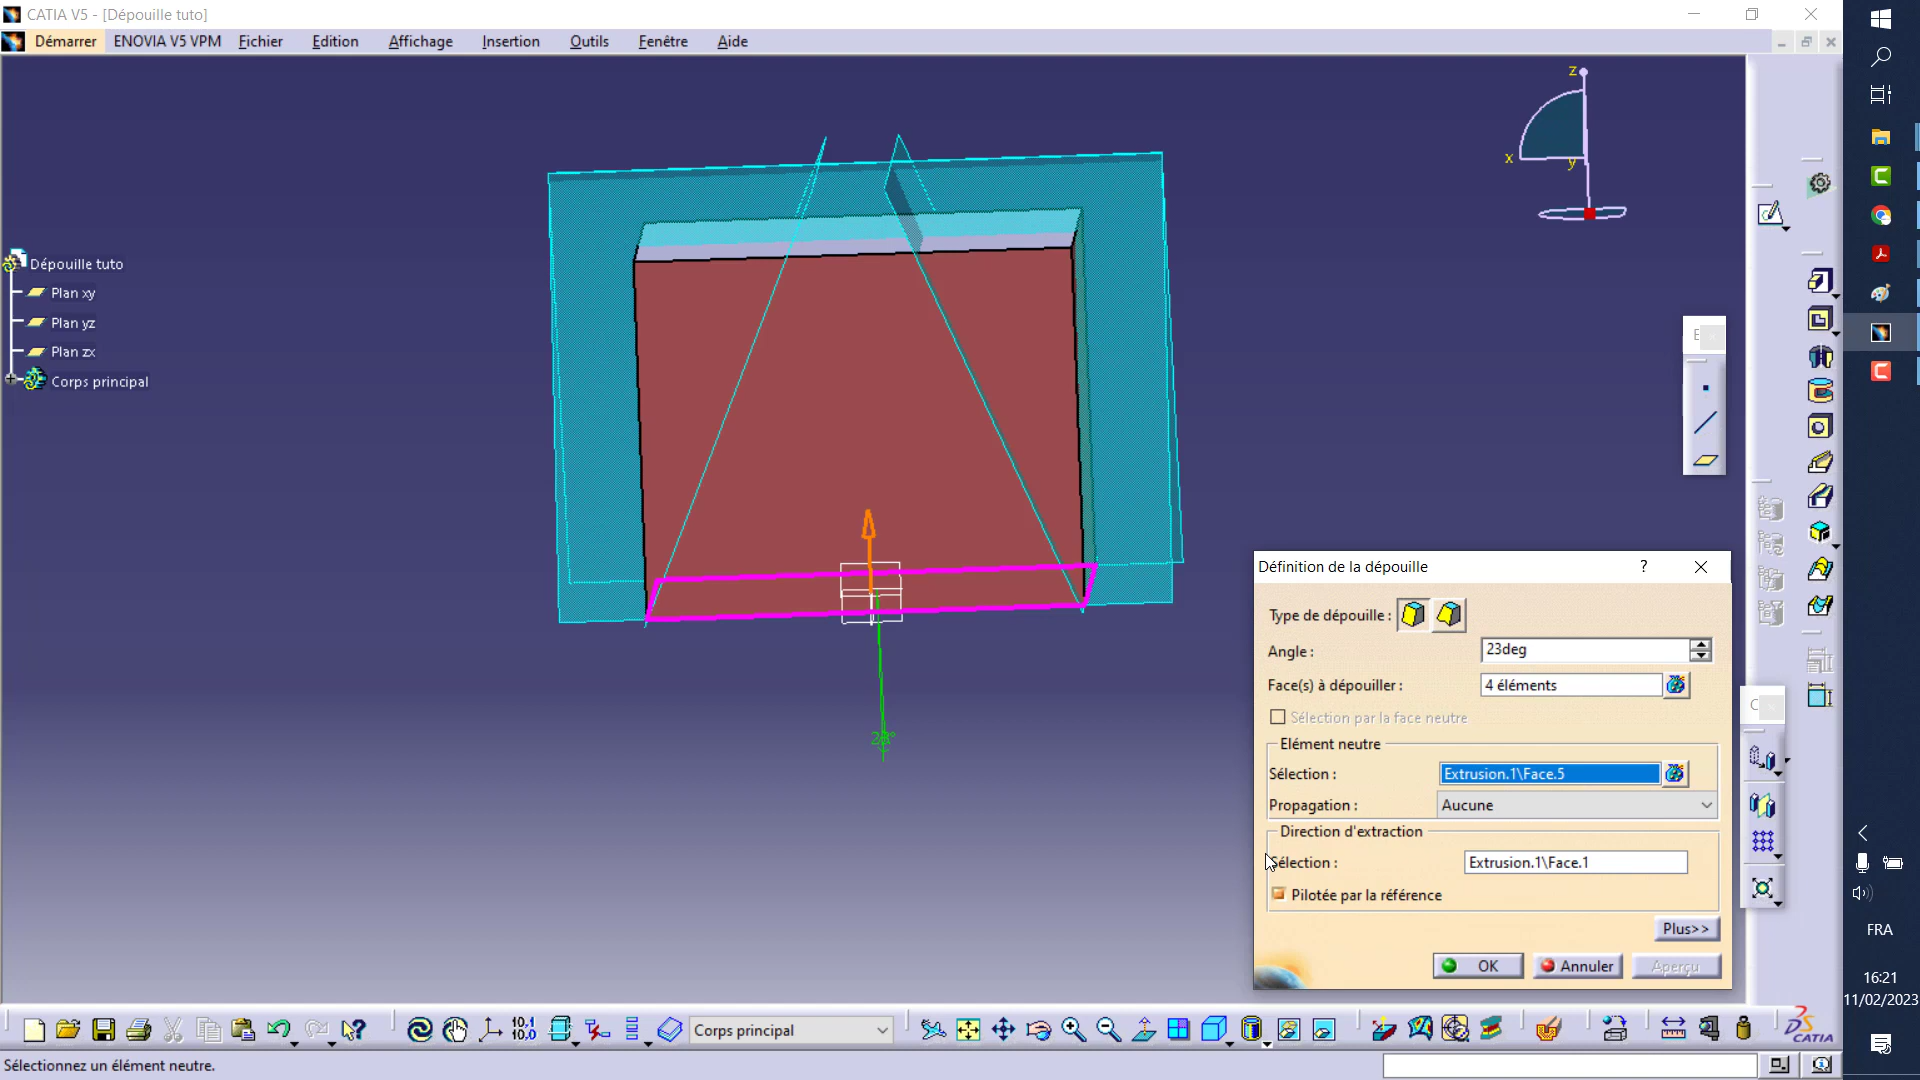 CATIA V5 - [Dépouille tuto]
Démarrer ENOVIA V5 VPM Fichier Edition Affichage Insertion Outils Fenêtre Aide
z
x
y
Dépouille tuto
Plan xy
Plan yz
Plan zx
Corps principal
E
Définition de la dépouille ?
Type de dépouille :
Angle : 23deg
Face(s) à dépouiller : 4 éléments
Sélection par la face neutre
Elément neutre
Sélection : Extrusion.1\Face.5
Propagation : Aucune
Direction d'extraction
Sélection : Extrusion.1\Face.1
Pilotée par la référence
Plus>>
OK Annuler Aperçu
C
FRA
16:21
11/02/2023
10,1
10,0
Corps principal
CATIA
Sélectionnez un élément neutre.